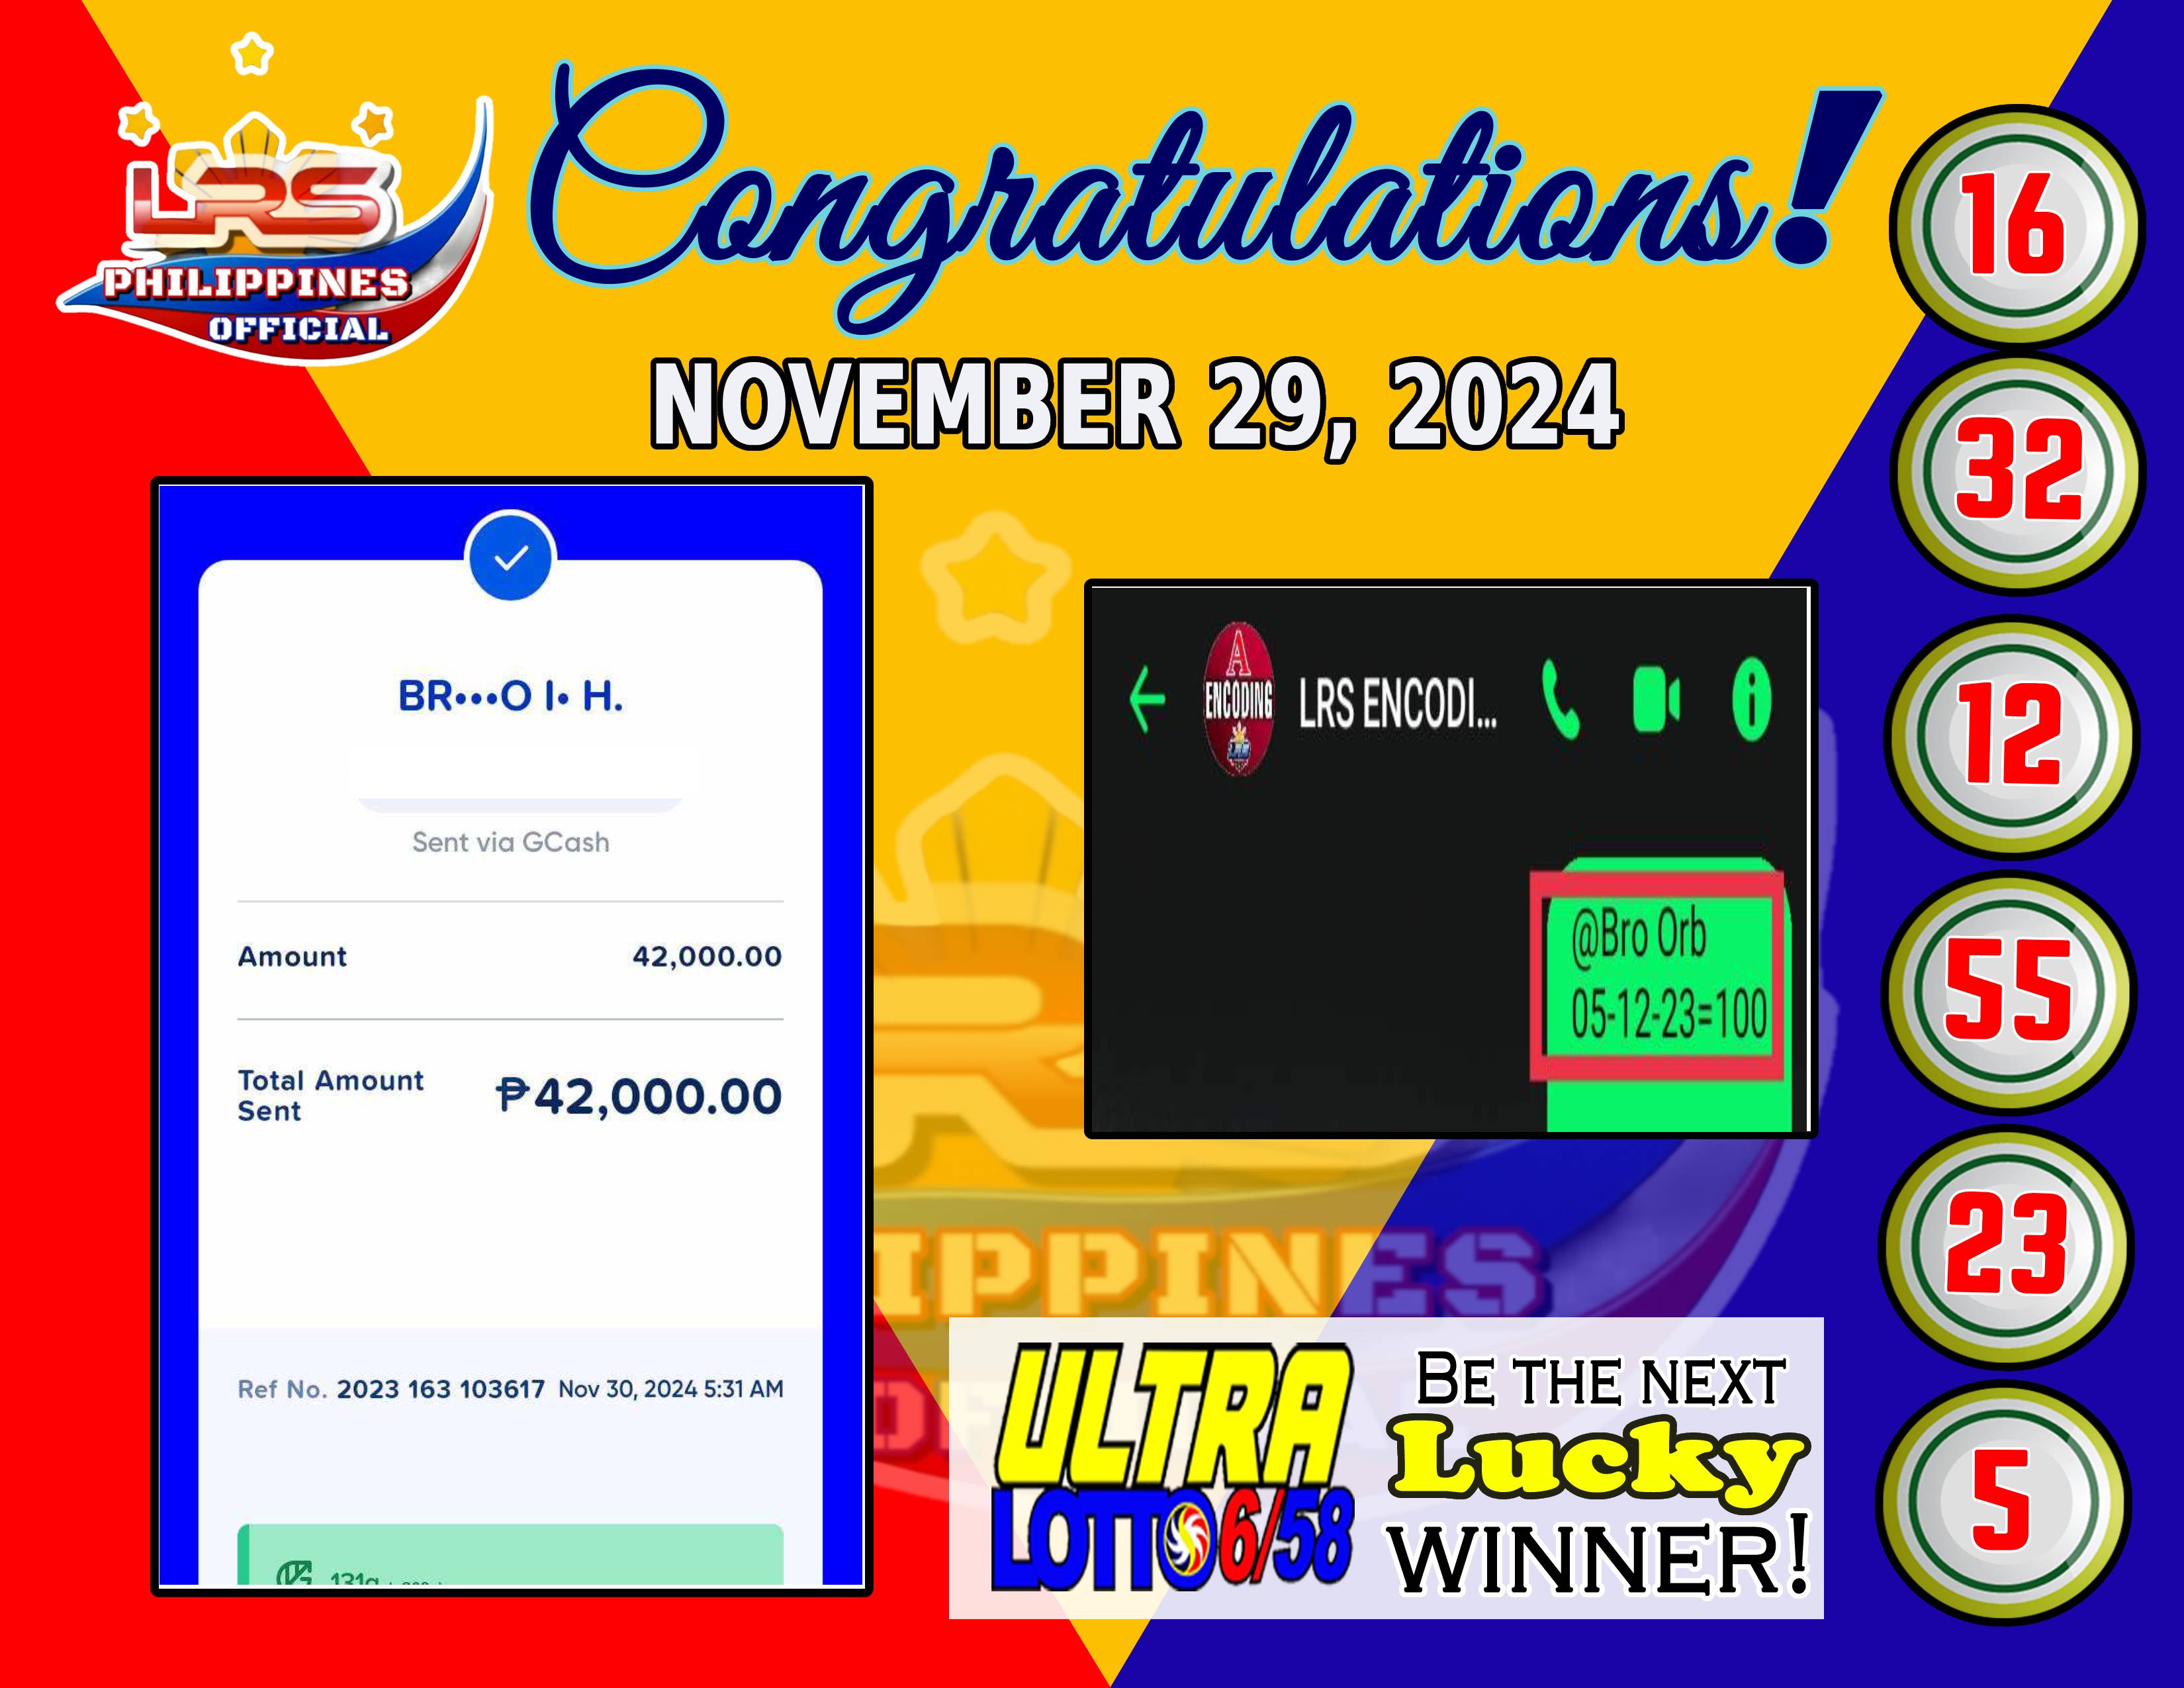 LRS
PHILIPPINES
OFFICIAL
Congratulations!
NOVEMBER 29, 2024
BR•••O I• H.
Sent via GCash
Amount 42,000.00
Total Amount
Sent
₱42,000.00
Ref No. 2023 163 103617 Nov 30, 2024 5:31 AM
A
ENCODING
LRS ENCODI...
@Bro Orb
05-12-23=100
IPPINES
ULTRA
LOTTO 6/58
BE THE NEXT
Lucky
WINNER!
16
32
12
55
23
5